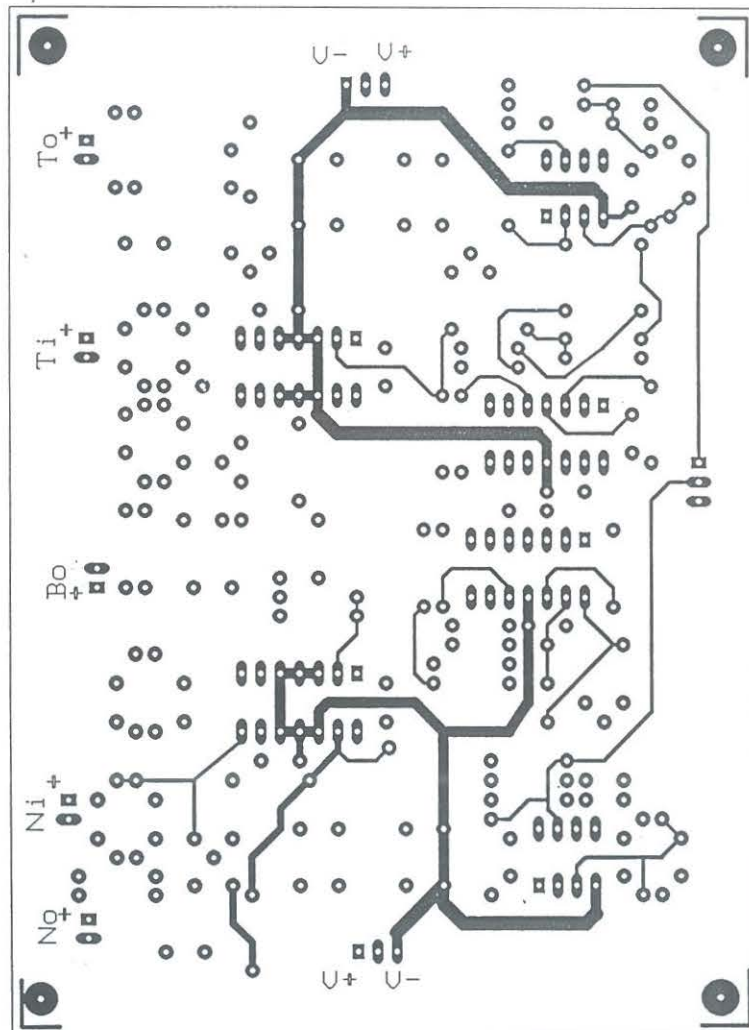 V- V+
To +
Ti +
Bo +
Ni +
No +
V+ V-